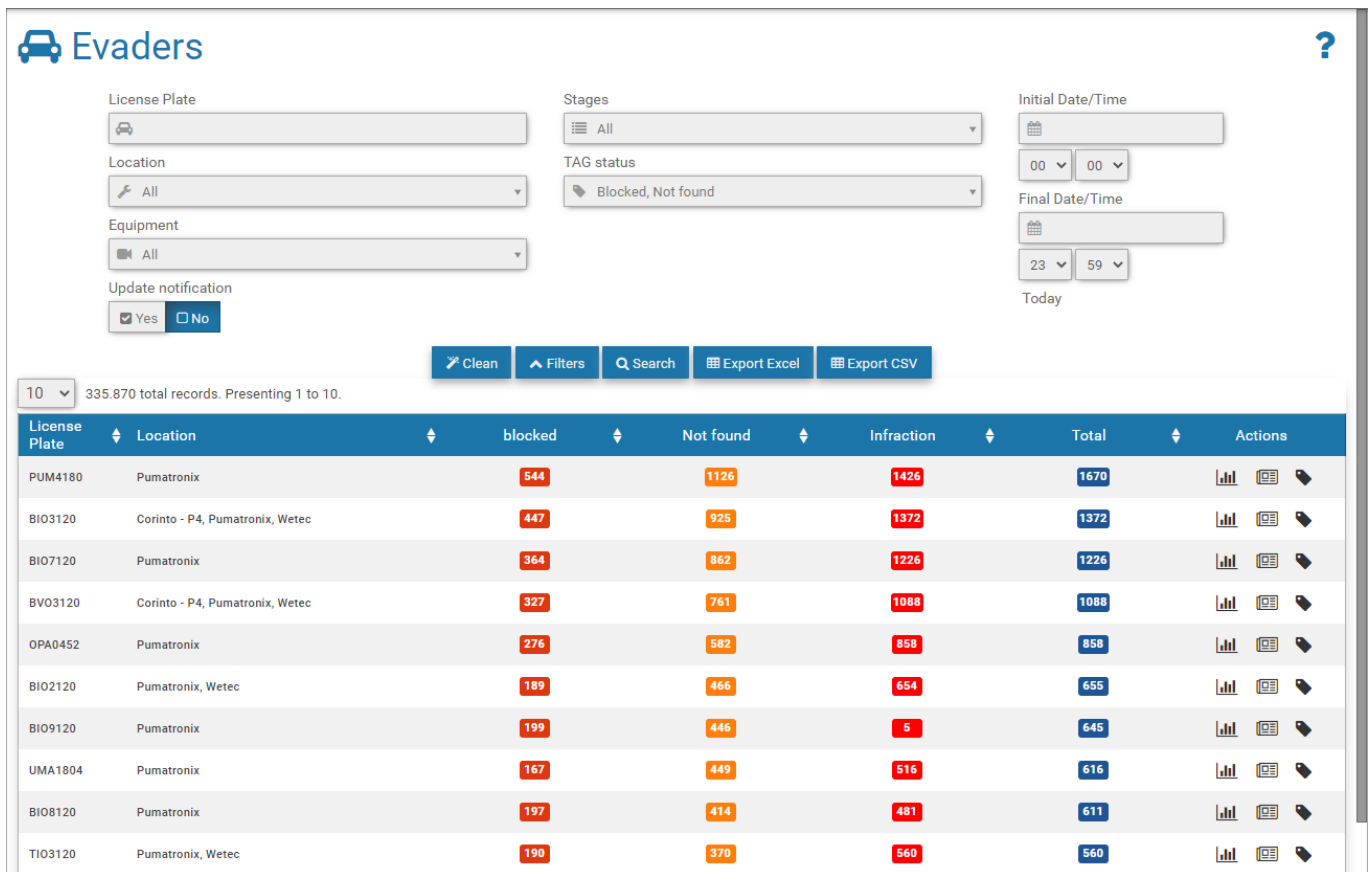 Evaders
?
License Plate
Stages
All
Initial Date/Time
00 00
Location
All
TAG status
Blocked, Not found
Final Date/Time
23 59
Today
Equipment
All
Update notification
Yes No
Clean Filters Search Export Excel Export CSV
10 335.870 total records. Presenting 1 to 10.
License Plate Location blocked Not found Infraction Total Actions
PUM4180 Pumatronix 544 1126 1426 1670
BIO3120 Corinto - P4, Pumatronix, Wetec 447 925 1372 1372
BIO7120 Pumatronix 364 862 1226 1226
BVO3120 Corinto - P4, Pumatronix, Wetec 327 761 1088 1088
OPA0452 Pumatronix 276 582 858 858
BIO2120 Pumatronix, Wetec 189 466 654 655
BIO9120 Pumatronix 199 446 5 645
UMA1804 Pumatronix 167 449 516 616
BIO8120 Pumatronix 197 414 481 611
TIO3120 Pumatronix, Wetec 190 370 560 560